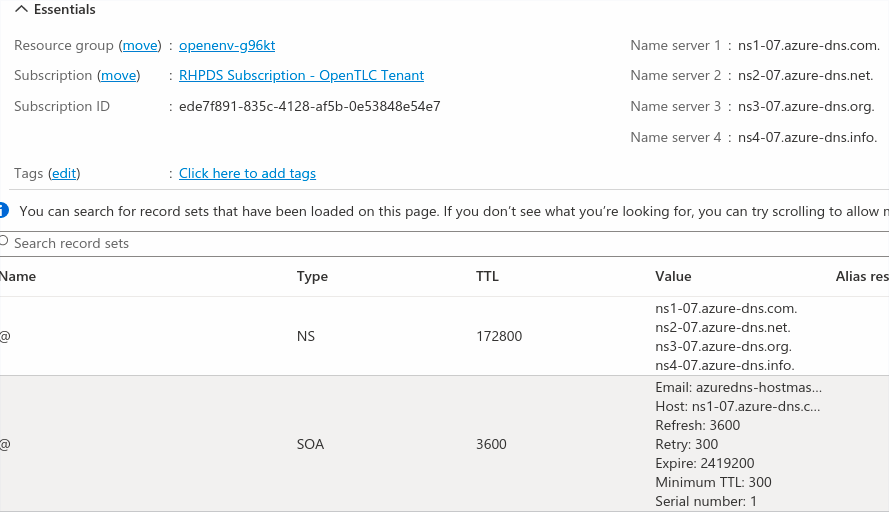 Essentials
Resource group (move) : openenv-g96kt
Name server 1 : ns1-07.azure-dns.com.
Subscription (move) : RHPDS Subscription - OpenTLC Tenant
Name server 2 : ns2-07.azure-dns.net.
Subscription ID : ede7f891-835c-4128-af5b-0e53848e54e7
Name server 3 : ns3-07.azure-dns.org.
Name server 4 : ns4-07.azure-dns.info.
Tags (edit) : Click here to add tags
You can search for record sets that have been loaded on this page. If you don't see what you're looking for, you can try scrolling to allow
Search record sets
Name Type TTL Value Alias res
@ NS 172800
ns1-07.azure-dns.com.
ns2-07.azure-dns.net.
ns3-07.azure-dns.org.
ns4-07.azure-dns.info.
@ SOA 3600
Email: azuredns-hostmas...
Host: ns1-07.azure-dns.c...
Refresh: 3600
Retry: 300
Expire: 2419200
Minimum TTL: 300
Serial number: 1